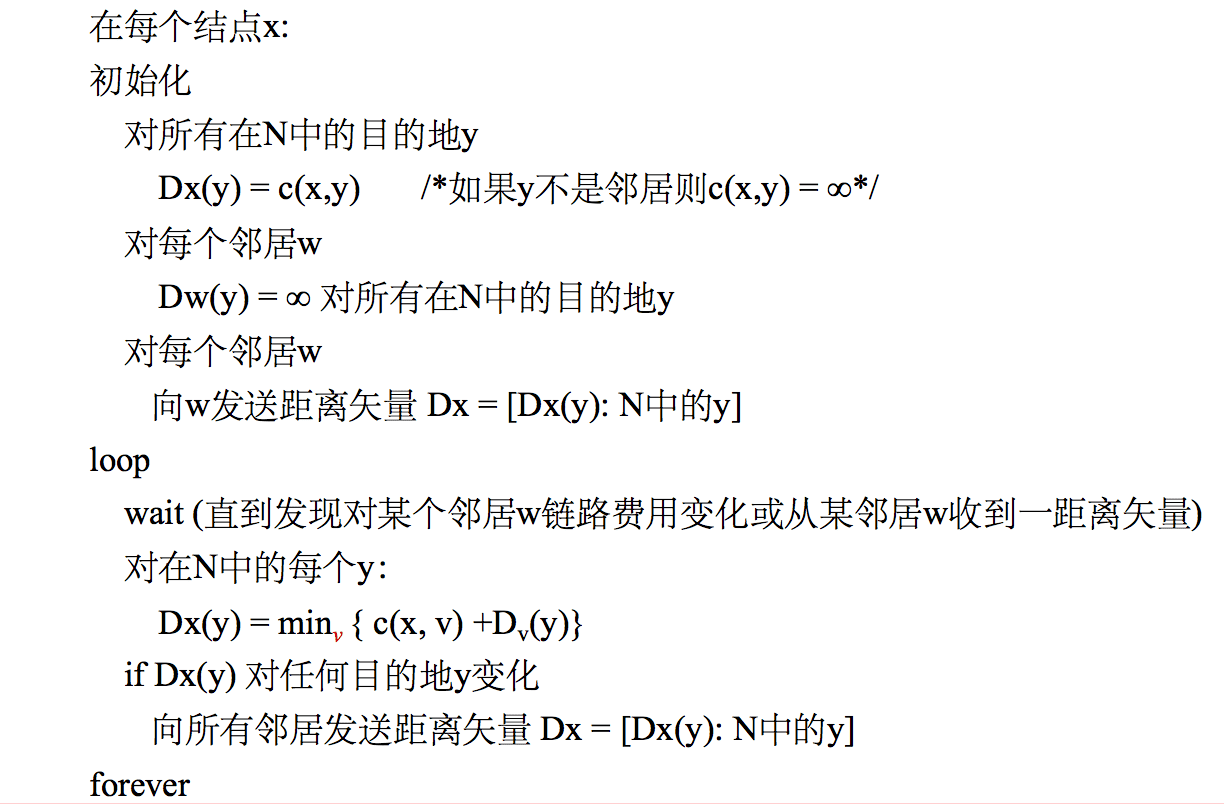 在每个结点x:
初始化
对所有在N中的目的地y
Dx(y) = c(x,y) /*如果y不是邻居则c(x,y) = ∞*/
对每个邻居w
Dw(y) = ∞ 对所有在N中的目的地y
对每个邻居w
向w发送距离矢量 Dx = [Dx(y): N中的y]
loop
wait (直到发现对某个邻居w链路费用变化或从某邻居w收到一距离矢量)
对在N中的每个y:
Dx(y) = minv { c(x, v) +Dv(y)}
if Dx(y) 对任何目的地y变化
向所有邻居发送距离矢量 Dx = [Dx(y): N中的y]
forever